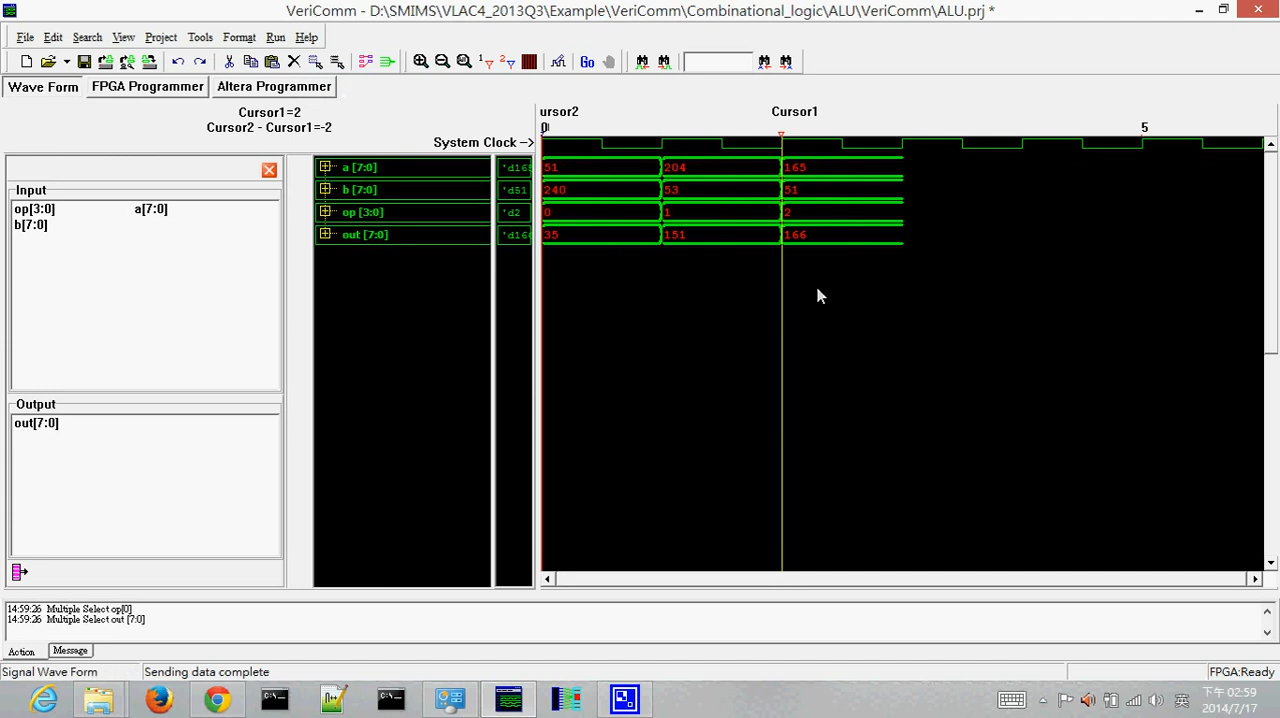 VeriComm - D:\SMIMS\VLAC4_2013Q3\Example\VeriComm\Combinational_logic\ALU\VeriComm\ALU.prj *
File Edit Search View Project Tools Format Run Help
Go
Wave Form FPGA Programmer Altera Programmer
Cursor1=2
Cursor2 - Cursor1=-2
System Clock ->
ursor2 Cursor1
0 5
Input
op[3:0] a[7:0]
b[7:0]
a [7:0] 'd165 51 204 165
b [7:0] 'd51 240 53 51
op [3:0] 'd2 0 1 2
out [7:0] 'd166 35 151 166
Output
out[7:0]
14:59:26 Multiple Select op[0]
14:59:26 Multiple Select out [7:0]
Action Message
Signal Wave Form Sending data complete FPGA:Ready
英
下午 02:59
2014/7/17